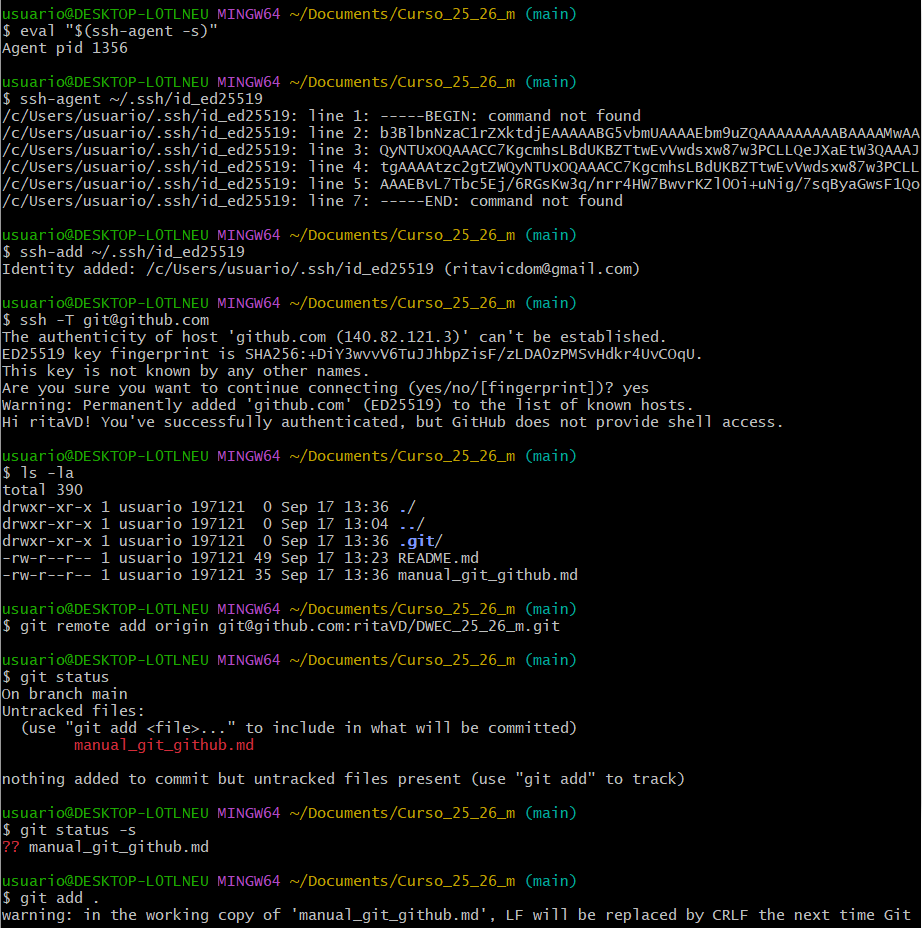 usuario@DESKTOP-L0TLNEU MINGW64 ~/Documents/Curso_25_26_m (main)
$ eval "$(ssh-agent -s)"
Agent pid 1356
usuario@DESKTOP-L0TLNEU MINGW64 ~/Documents/Curso_25_26_m (main)
$ ssh-agent ~/.ssh/id_ed25519
/c/Users/usuario/.ssh/id_ed25519: line 1: -----BEGIN: command not found
/c/Users/usuario/.ssh/id_ed25519: line 2: b3BlbnNzaC1rZXktdjEAAAAABG5vbmUAAAAEbm9uZQAAAAAAAAABAAAAMwAA
/c/Users/usuario/.ssh/id_ed25519: line 3: QyNTUxOQAAACC7KgcmhsLBdUKBZTtwEvVwdsxw87w3PCLLQeJXaEtW3QAAAJ
/c/Users/usuario/.ssh/id_ed25519: line 4: tgAAAAtzc2gtZWQyNTUxOQAAACC7KgcmhsLBdUKBZTtwEvVwdsxw87w3PCLL
/c/Users/usuario/.ssh/id_ed25519: line 5: AAAEBvL7Tbc5Ej/6RGsKw3q/nrr4HW7BwvrKZlOOi+uNig/7sqByaGwsF1Qo
/c/Users/usuario/.ssh/id_ed25519: line 7: -----END: command not found
usuario@DESKTOP-L0TLNEU MINGW64 ~/Documents/Curso_25_26_m (main)
$ ssh-add ~/.ssh/id_ed25519
Identity added: /c/Users/usuario/.ssh/id_ed25519 (ritavicdom@gmail.com)
usuario@DESKTOP-L0TLNEU MINGW64 ~/Documents/Curso_25_26_m (main)
$ ssh -T git@github.com
The authenticity of host 'github.com (140.82.121.3)' can't be established.
ED25519 key fingerprint is SHA256:+DiY3wvvV6TuJJhbpZisF/zLDA0zPMSvHdkr4UvCOqU.
This key is not known by any other names.
Are you sure you want to continue connecting (yes/no/[fingerprint])? yes
Warning: Permanently added 'github.com' (ED25519) to the list of known hosts.
Hi ritaVD! You've successfully authenticated, but GitHub does not provide shell access.
usuario@DESKTOP-L0TLNEU MINGW64 ~/Documents/Curso_25_26_m (main)
$ ls -la
total 390
drwxr-xr-x 1 usuario 197121  0 Sep 17 13:36 ./
drwxr-xr-x 1 usuario 197121  0 Sep 17 13:04 ../
drwxr-xr-x 1 usuario 197121  0 Sep 17 13:36 .git/
-rw-r--r-- 1 usuario 197121 49 Sep 17 13:23 README.md
-rw-r--r-- 1 usuario 197121 35 Sep 17 13:36 manual_git_github.md
usuario@DESKTOP-L0TLNEU MINGW64 ~/Documents/Curso_25_26_m (main)
$ git remote add origin git@github.com:ritaVD/DWEC_25_26_m.git
usuario@DESKTOP-L0TLNEU MINGW64 ~/Documents/Curso_25_26_m (main)
$ git status
On branch main
Untracked files:
  (use "git add <file>..." to include in what will be committed)
        manual_git_github.md
nothing added to commit but untracked files present (use "git add" to track)
usuario@DESKTOP-L0TLNEU MINGW64 ~/Documents/Curso_25_26_m (main)
$ git status -s
?? manual_git_github.md
usuario@DESKTOP-L0TLNEU MINGW64 ~/Documents/Curso_25_26_m (main)
$ git add .
warning: in the working copy of 'manual_git_github.md', LF will be replaced by CRLF the next time Git